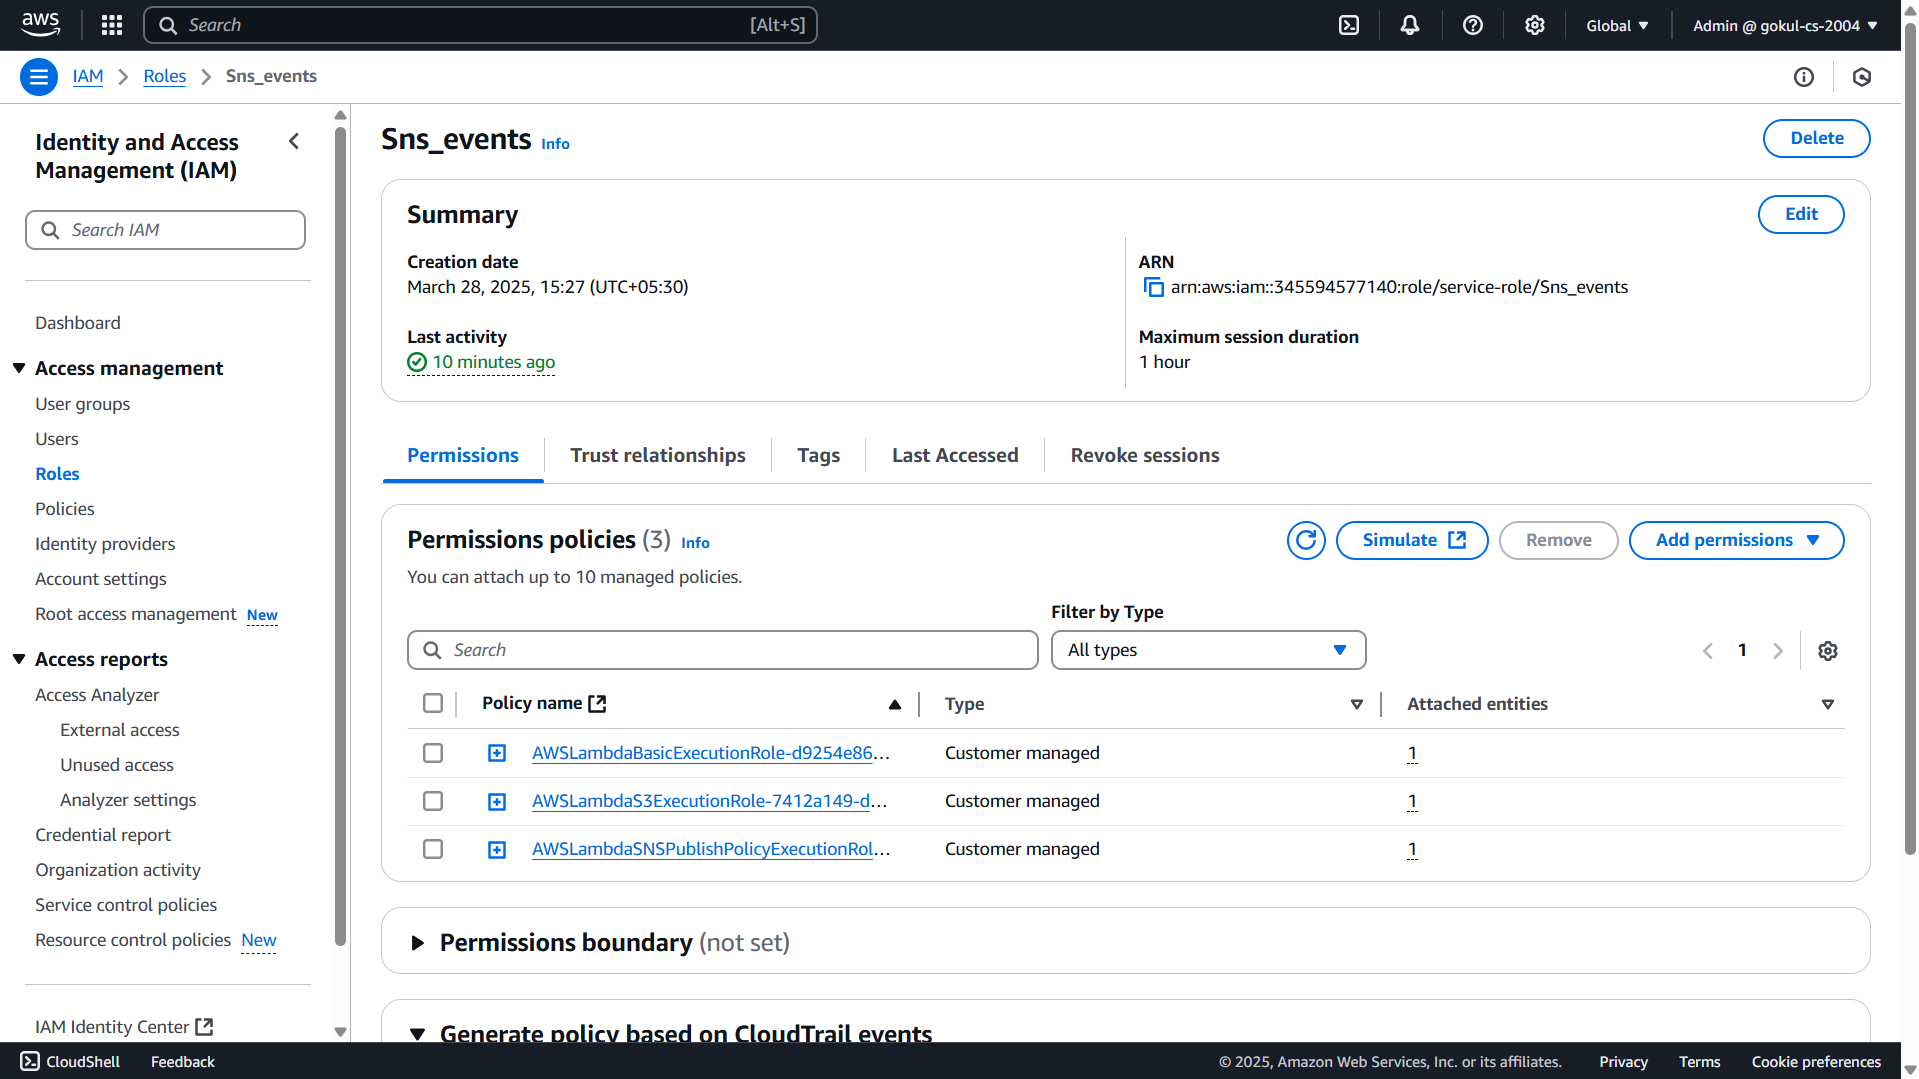 aws
Search [Alt+S]
Global
Admin @ gokul-cs-2004
IAM
Roles
Sns_events
Identity and Access Management (IAM)
Search IAM
Dashboard
Access management
User groups
Users
Roles
Policies
Identity providers
Account settings
Root access management New
Access reports
Access Analyzer
External access
Unused access
Analyzer settings
Credential report
Organization activity
Service control policies
Resource control policies New
IAM Identity Center
Sns_events Info
Delete
Summary
Edit
Creation date
March 28, 2025, 15:27 (UTC+05:30)
ARN
arn:aws:iam::345594577140:role/service-role/Sns_events
Last activity
10 minutes ago
Maximum session duration
1 hour
Permissions
Trust relationships
Tags
Last Accessed
Revoke sessions
Permissions policies (3) Info
Simulate
Remove
Add permissions
You can attach up to 10 managed policies.
Filter by Type
Search
All types
1
Policy name
Type
Attached entities
AWSLambdaBasicExecutionRole-d9254e86... Customer managed 1
AWSLambdaS3ExecutionRole-7412a149-d... Customer managed 1
AWSLambdaSNSPublishPolicyExecutionRol... Customer managed 1
Permissions boundary (not set)
Generate policy based on CloudTrail events
CloudShell
Feedback
© 2025, Amazon Web Services, Inc. or its affiliates.
Privacy
Terms
Cookie preferences